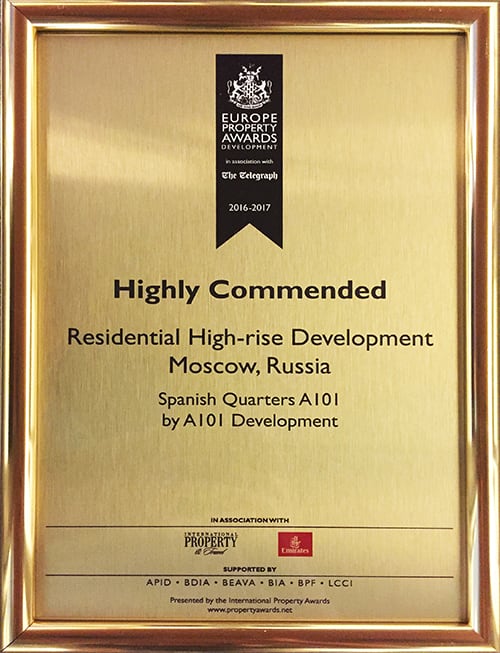 EUROPE
PROPERTY
AWARDS
DEVELOPMENT
in association with
The Telegraph
2016-2017
Highly Commended
Residential High-rise Development
Moscow, Russia
Spanish Quarters A101
by A101 Development
IN ASSOCIATION WITH
INTERNATIONAL
PROPERTY
& Travel
Emirates
SUPPORTED BY
APID • BDIA • BEAVA • BIA • BPF • LCCI
Presented by the International Property Awards
www.propertyawards.net